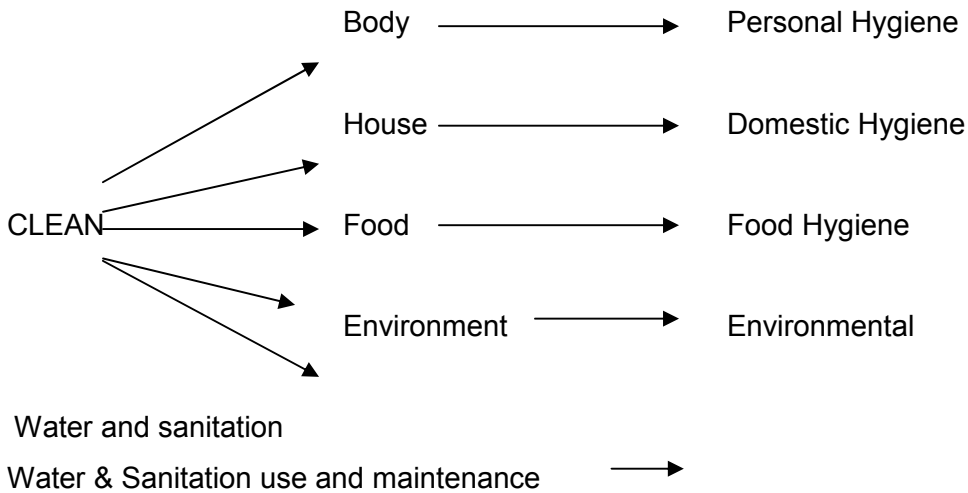 Body Personal Hygiene
House Domestic Hygiene
CLEAN Food Food Hygiene
Environment Environmental
Water and sanitation
Water & Sanitation use and maintenance